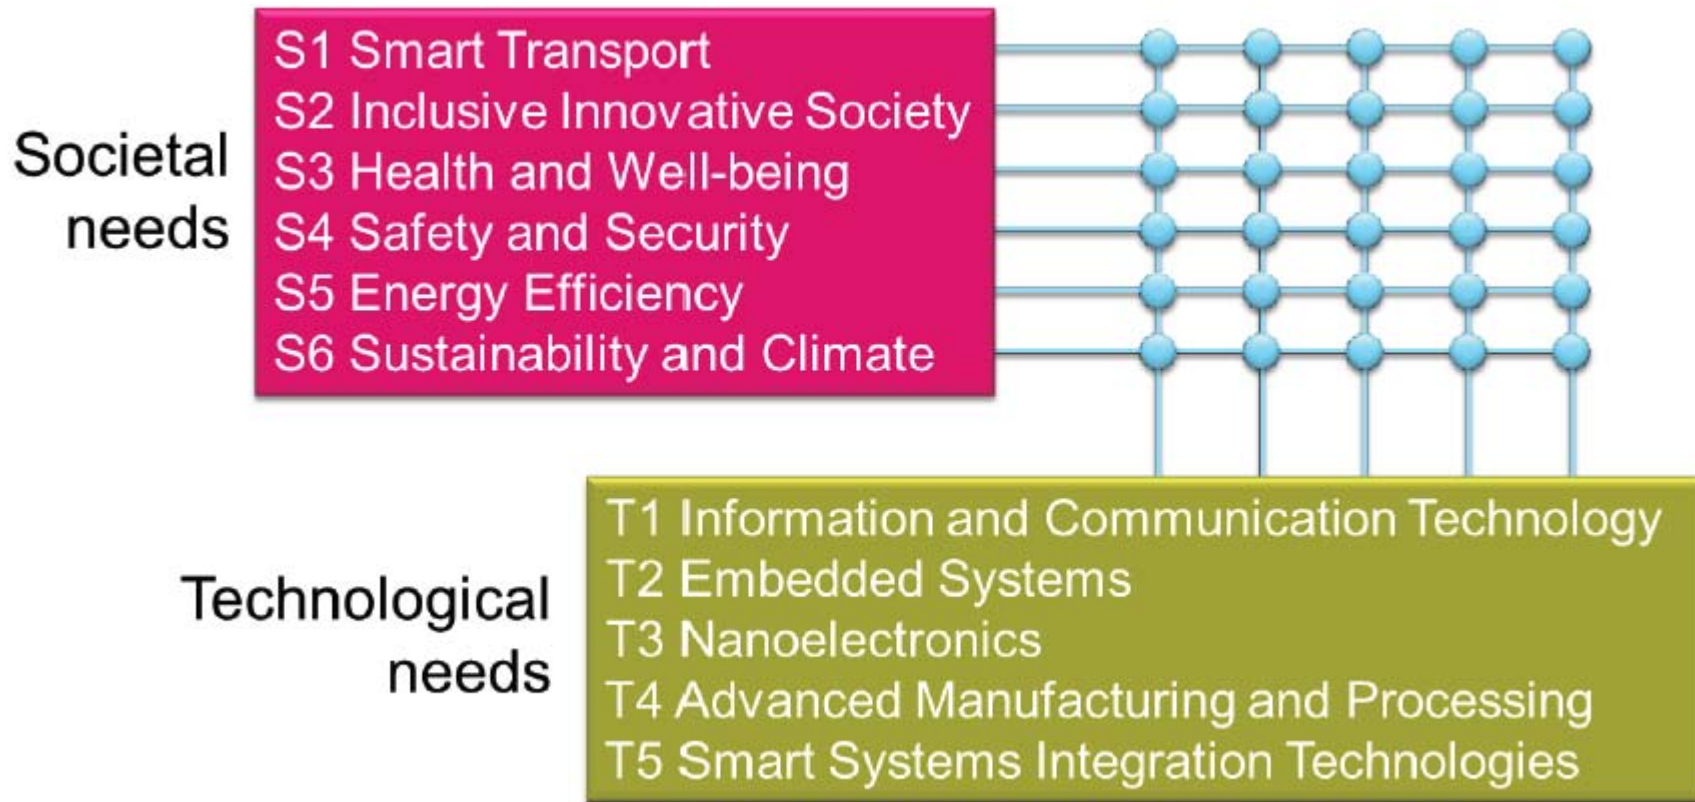 Societal
needs
S1 Smart Transport
S2 Inclusive Innovative Society
S3 Health and Well-being
S4 Safety and Security
S5 Energy Efficiency
S6 Sustainability and Climate
Technological
needs
T1 Information and Communication Technology
T2 Embedded Systems
T3 Nanoelectronics
T4 Advanced Manufacturing and Processing
T5 Smart Systems Integration Technologies